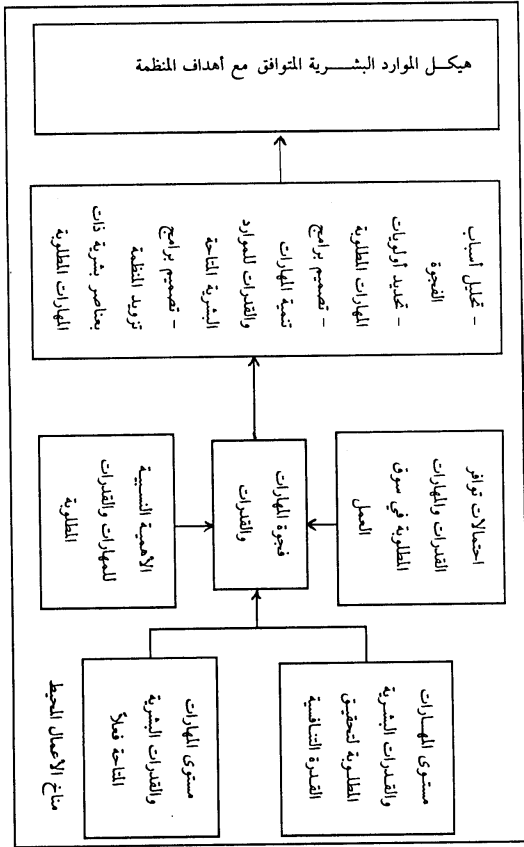 مستوى المهارات
والقدرات البشرية
المطلوبة لتحقيق
القدرة التنافسية
مستوى المهارات
والقدرات البشرية
المتاحة فعلاً
احتمالات توافر
القدرات والمهارات
المطلوبة في سوق
العمل
فجوة المهارات
والقدرات
الأهمية النسبية
للمهارات والقدرات
المطلوبة
- تحليل أسباب
الفجوة
- تحديد أولويات
المهارات المطلوبة
- تصميم برامج
تنمية المهارات
والقدرات للموارد
البشرية المتاحة
- تصميم برامج
تزويد المنظمة
بعناصر بشرية ذات
المهارات المطلوبة
هيكل الموارد البشرية المتوافق مع أهداف المنظمة
مناخ الأعمال المحيط